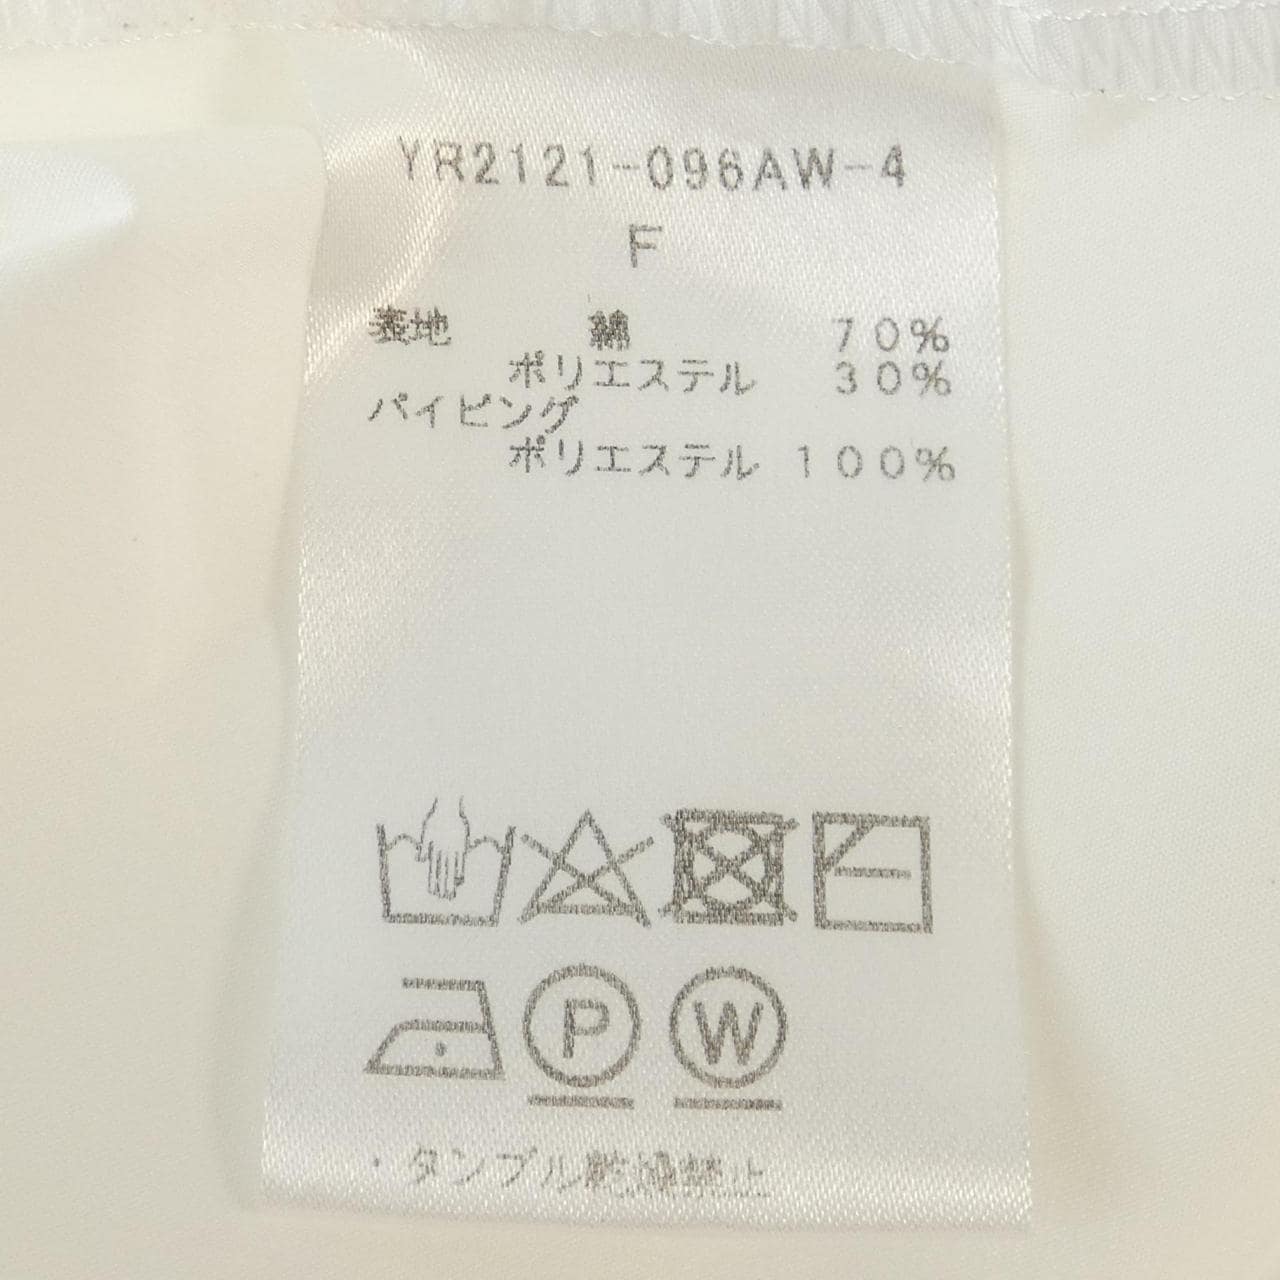 YR2121-096AW-4
F
表地 綿 70%
ポリエステル 30%
パイピング
ポリエステル 100%
P W
・タンブル乾燥禁止